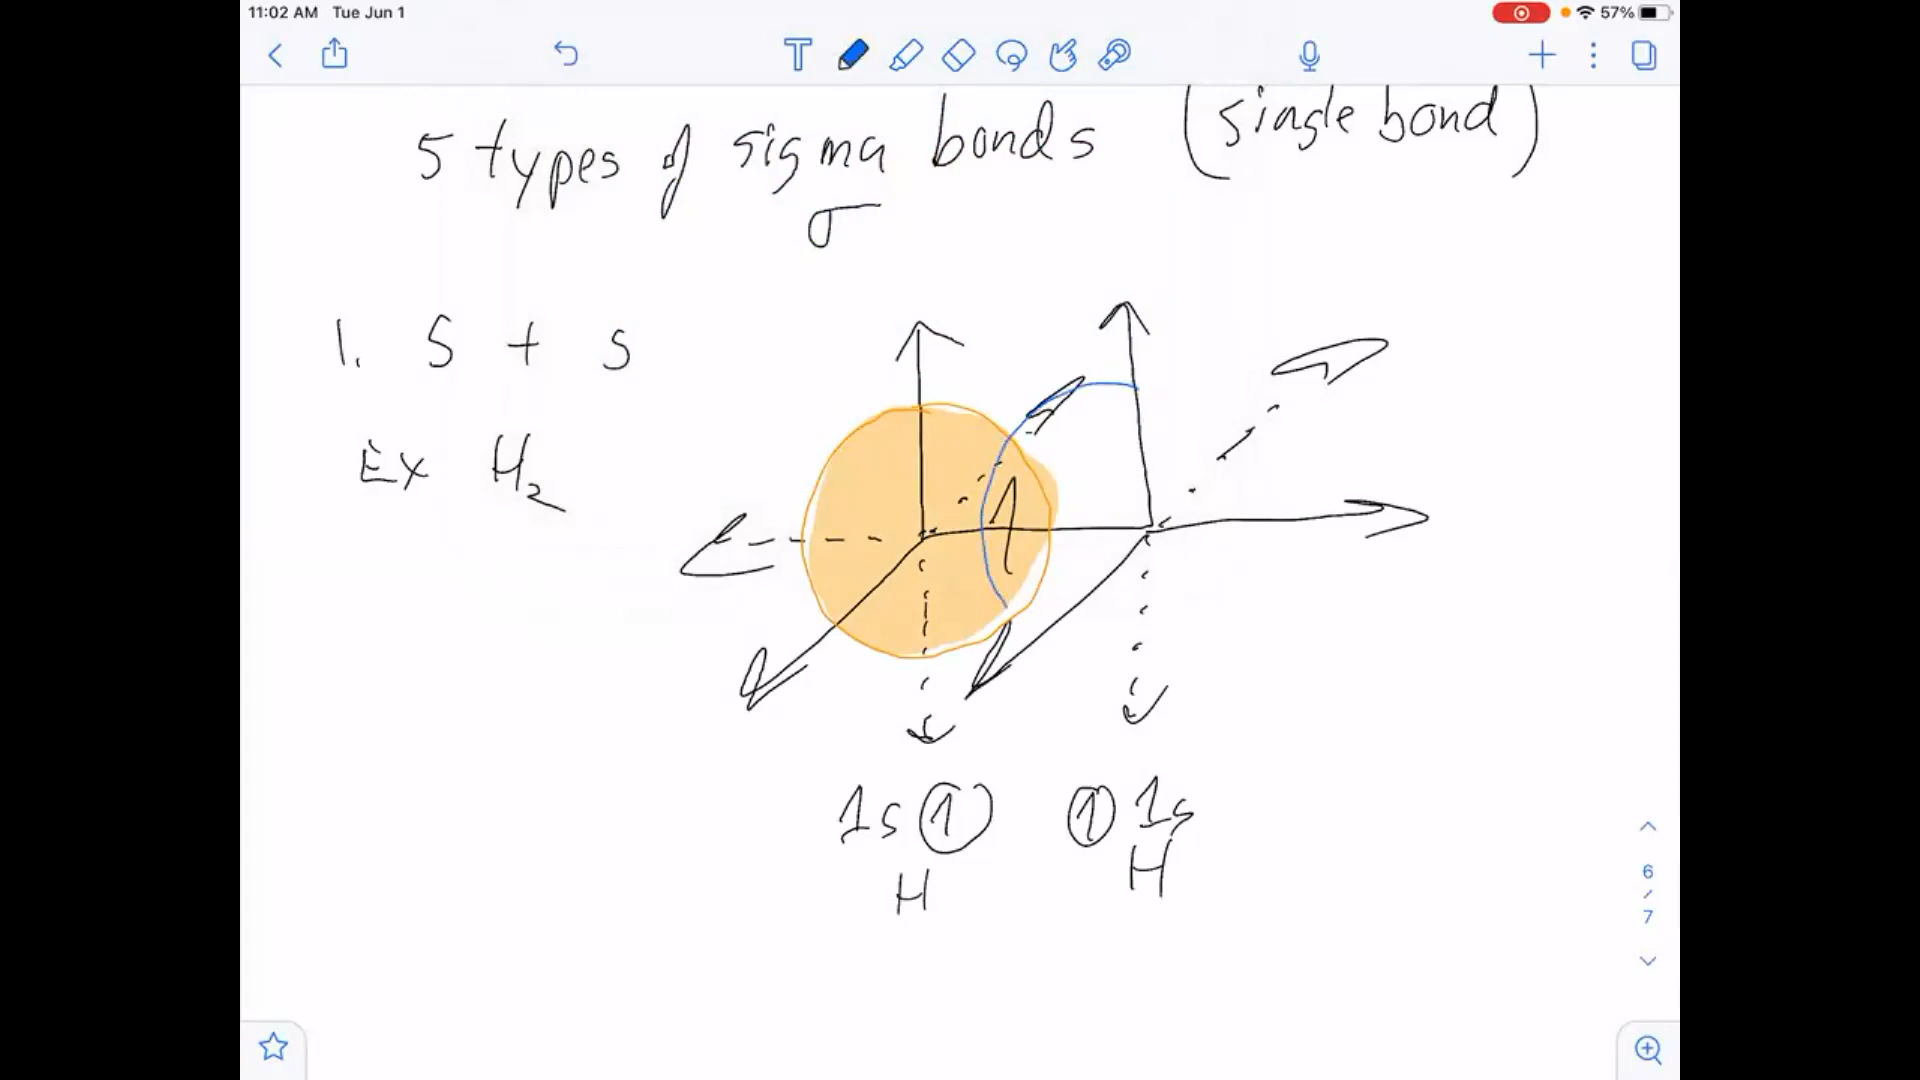 11:02 AM Tue Jun 1
57%
5 types of sigma bonds (single bond)
σ
1. S + S
Ex H2
1s 1 1 1s
H H
6
/
7